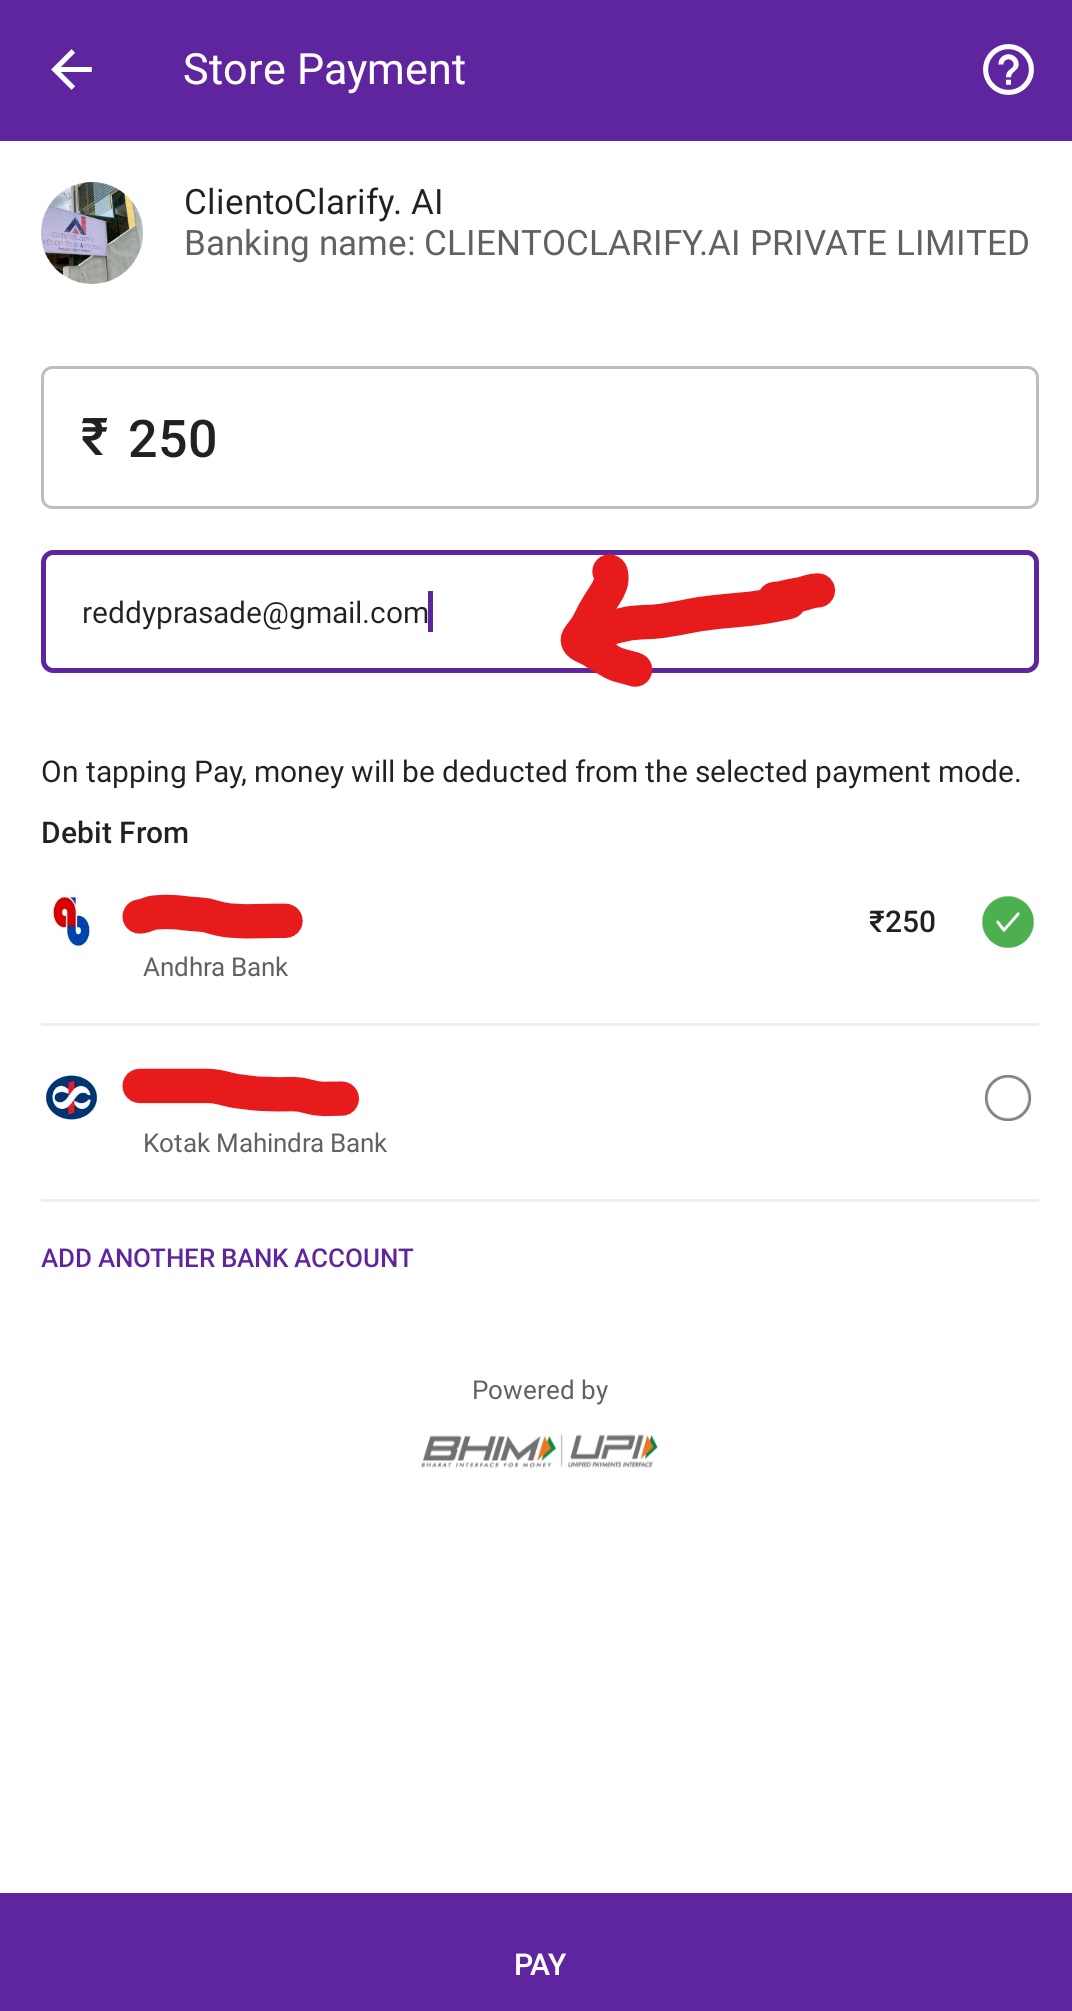 Store Payment
ClientoClarify. AI
Banking name: CLIENTOCLARIFY.AI PRIVATE LIMITED
₹ 250
reddyprasade@gmail.com
On tapping Pay, money will be deducted from the selected payment mode.
Debit From
₹250
Andhra Bank
Kotak Mahindra Bank
ADD ANOTHER BANK ACCOUNT
Powered by
BHIM UPI
BHARAT INTERFACE FOR MONEY UNIFIED PAYMENTS INTERFACE
PAY